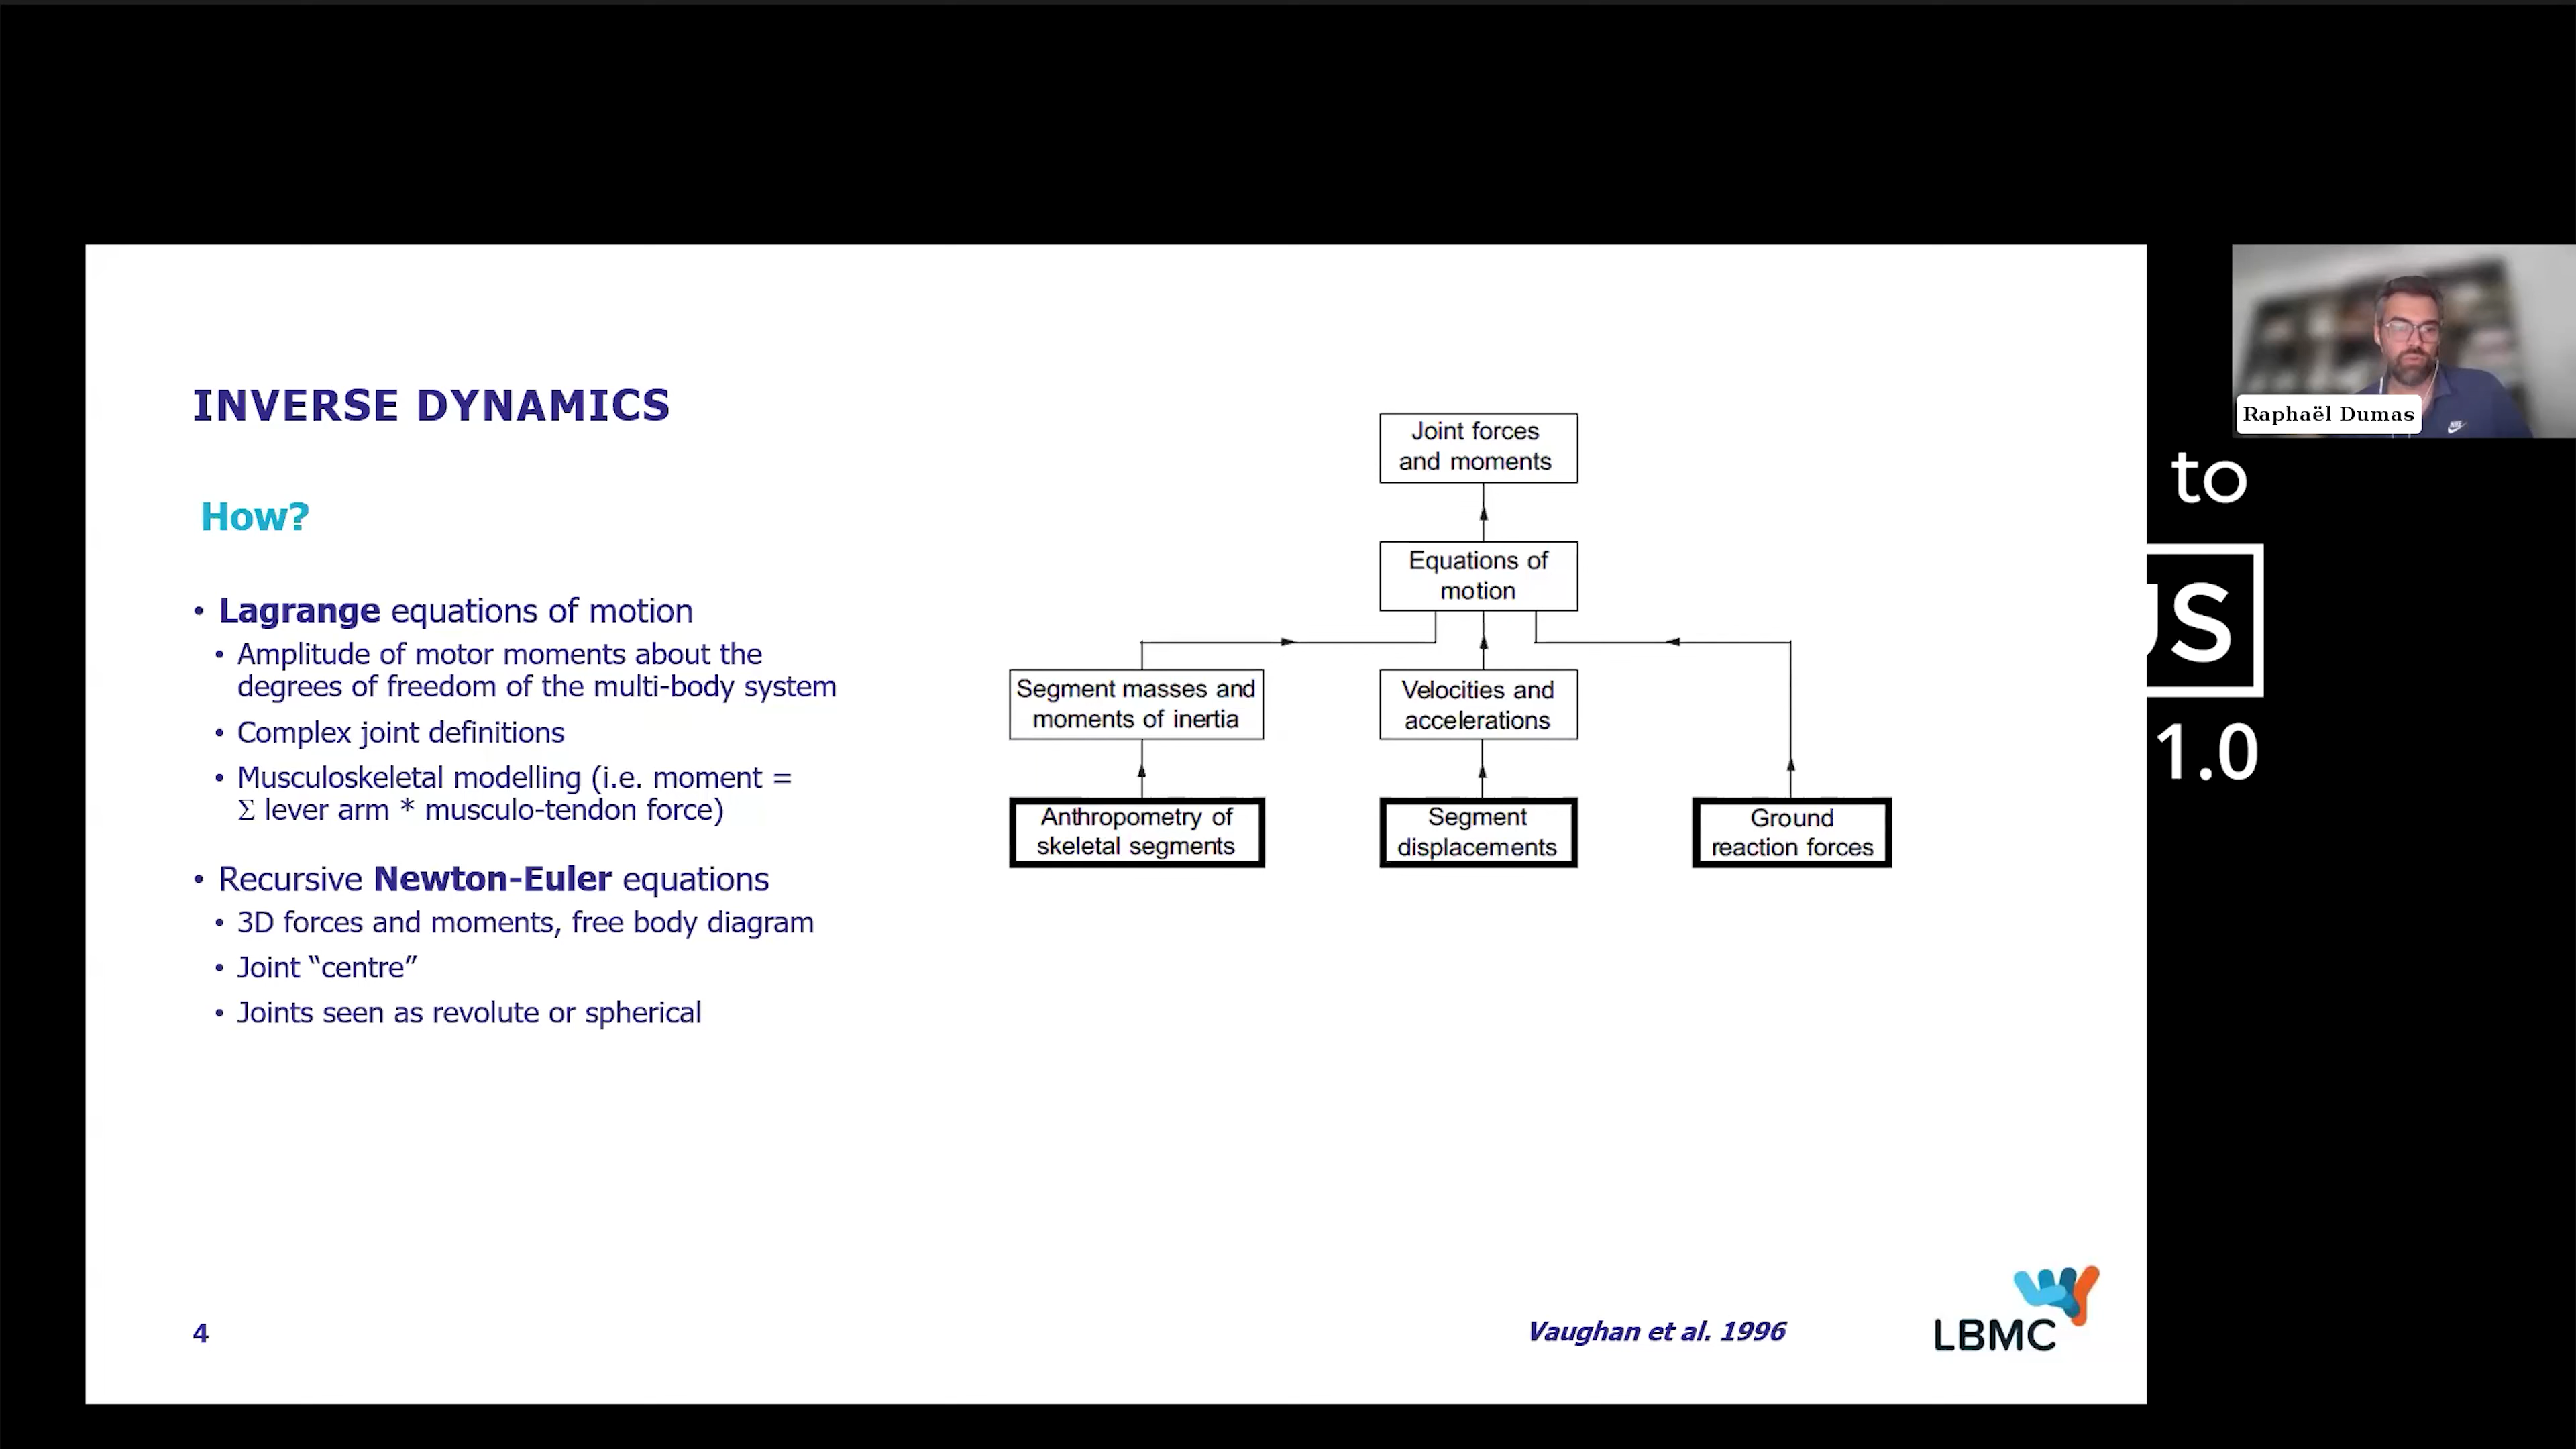 INVERSE DYNAMICS
How?
• Lagrange equations of motion
• Amplitude of motor moments about the
degrees of freedom of the multi-body system
• Complex joint definitions
• Musculoskeletal modelling (i.e. moment =
Σ lever arm * musculo-tendon force)
• Recursive Newton-Euler equations
• 3D forces and moments, free body diagram
• Joint “centre”
• Joints seen as revolute or spherical
Joint forces
and moments
Equations of
motion
Segment masses and
moments of inertia
Velocities and
accelerations
Anthropometry of
skeletal segments
Segment
displacements
Ground
reaction forces
4
Vaughan et al. 1996
LBMC
Raphaël Dumas
to
S
1.0